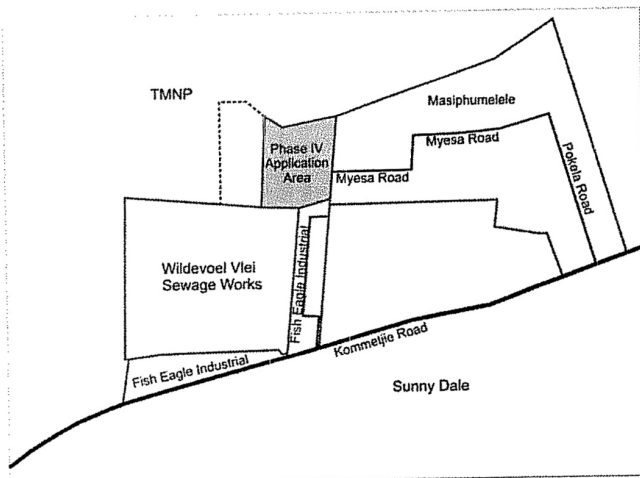 TMNP
Masiphumelele
Phase IV
Application
Area
Myesa Road
Myesa Road
Pokela Road
Wildevoel Vlei
Sewage Works
Fish Eagle Industrial
Fish Eagle Industrial
Kommetjie Road
Sunny Dale